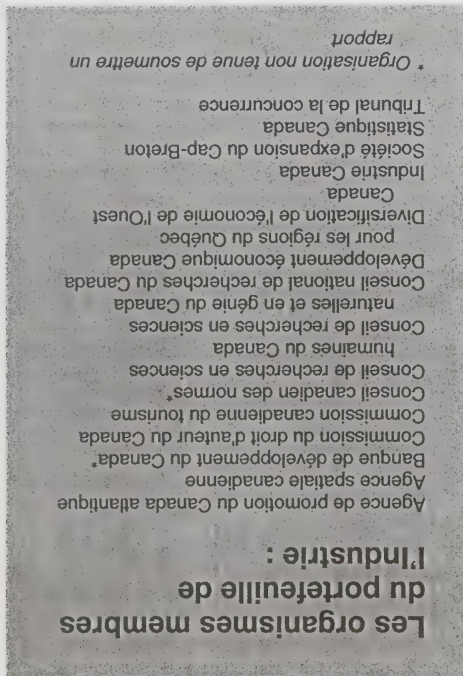 Les organismes membres
du portefeuille de
l'Industrie :
Agence de promotion du Canada atlantique
Agence spatiale canadienne
Banque de développement du Canada*
Commission du droit d'auteur du Canada
Commission canadienne du tourisme
Conseil canadien des normes*
Conseil de recherches en sciences
humaines du Canada
Conseil de recherches en sciences
naturelles et en génie du Canada
Conseil national de recherches du Canada
Développement économique Canada
pour les régions du Québec
Diversification de l'économie de l'Ouest
Canada
Industrie Canada
Société d'expansion du Cap-Breton
Statistique Canada
Tribunal de la concurrence
* Organisation non tenue de soumettre un
rapport